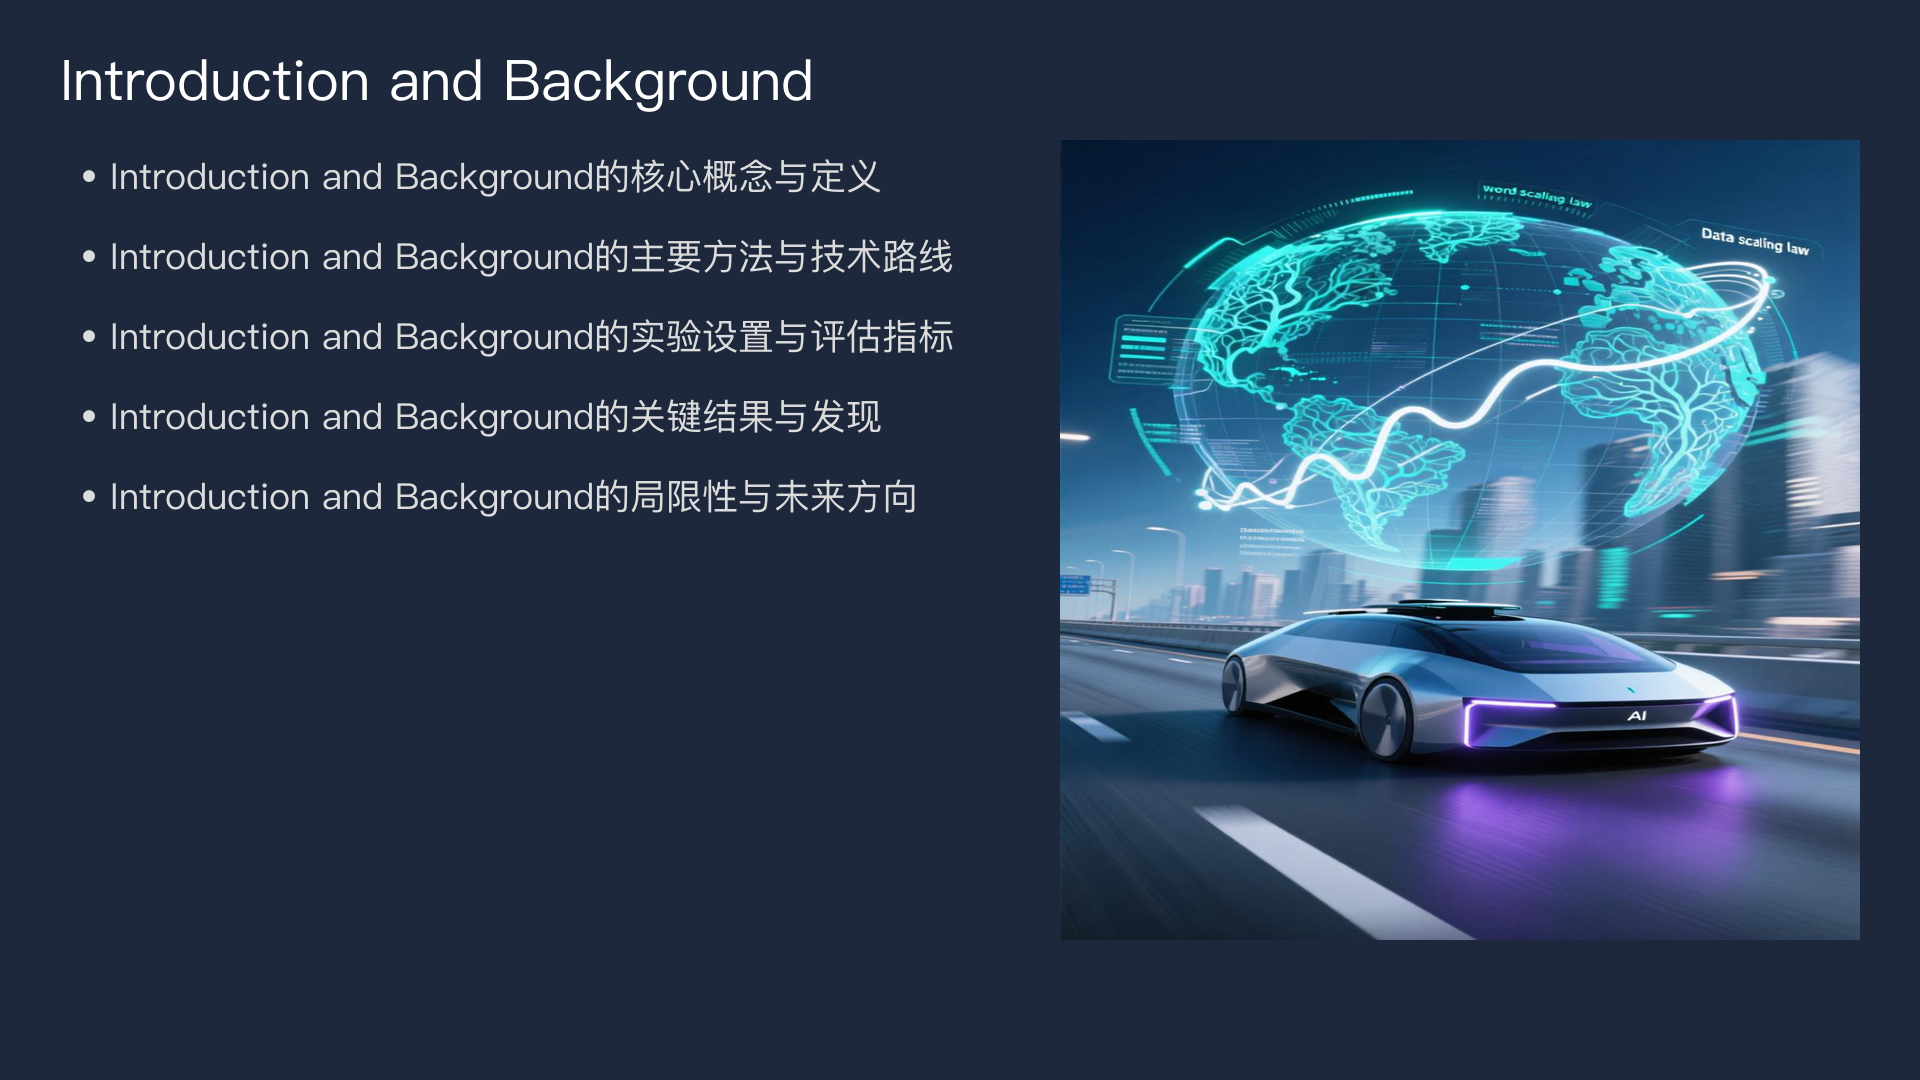 Introduction and Background
• Introduction and Background的核心概念与定义
• Introduction and Background的主要方法与技术路线
• Introduction and Background的实验设置与评估指标
• Introduction and Background的关键结果与发现
• Introduction and Background的局限性与未来方向
word scaling law
Data scaling law
AI